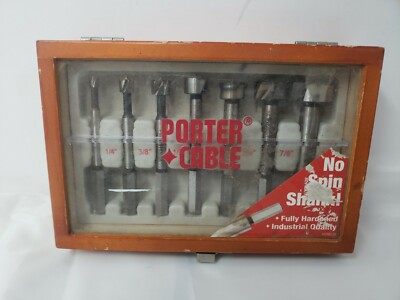 PORTER®
CABLE
1/4" 3/8" 7/8"
No
Spin
Shank!
• Fully Hardened
• Industrial Quality